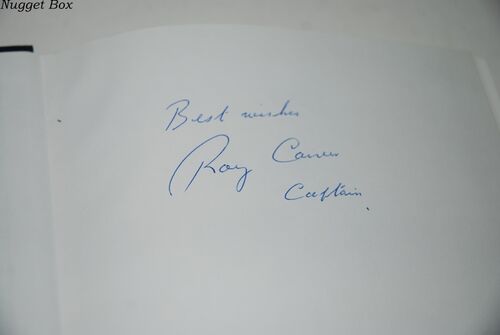 Nugget Box
Best wishes
Roy
Captain